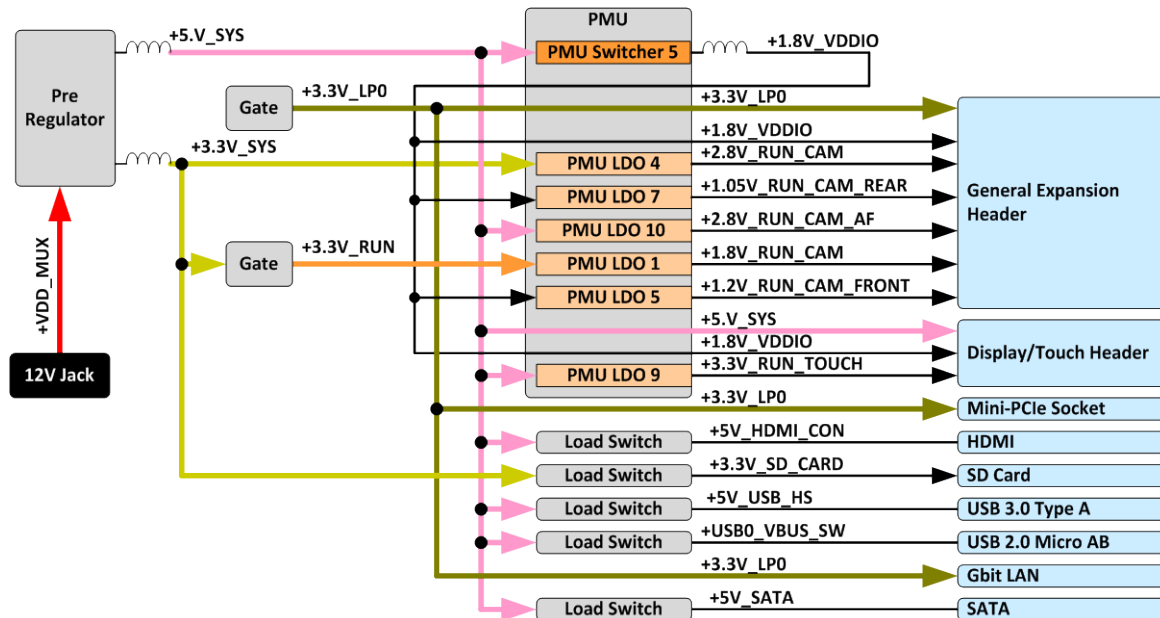 PMU
+5.V_SYS
PMU Switcher 5
+1.8V_VDDIO
Pre
Regulator
Gate
+3.3V_LP0
+3.3V_LP0
+1.8V_VDDIO
+3.3V_SYS
PMU LDO 4
+2.8V_RUN_CAM
PMU LDO 7
+1.05V_RUN_CAM_REAR
General Expansion
Header
PMU LDO 10
+2.8V_RUN_CAM_AF
Gate
+3.3V_RUN
PMU LDO 1
+1.8V_RUN_CAM
PMU LDO 5
+1.2V_RUN_CAM_FRONT
+VDD_MUX
12V Jack
+5.V_SYS
+1.8V_VDDIO
Display/Touch Header
PMU LDO 9
+3.3V_RUN_TOUCH
+3.3V_LP0
Mini-PCIe Socket
Load Switch
+5V_HDMI_CON
HDMI
Load Switch
+3.3V_SD_CARD
SD Card
Load Switch
+5V_USB_HS
USB 3.0 Type A
Load Switch
+USB0_VBUS_SW
USB 2.0 Micro AB
+3.3V_LP0
Gbit LAN
Load Switch
+5V_SATA
SATA